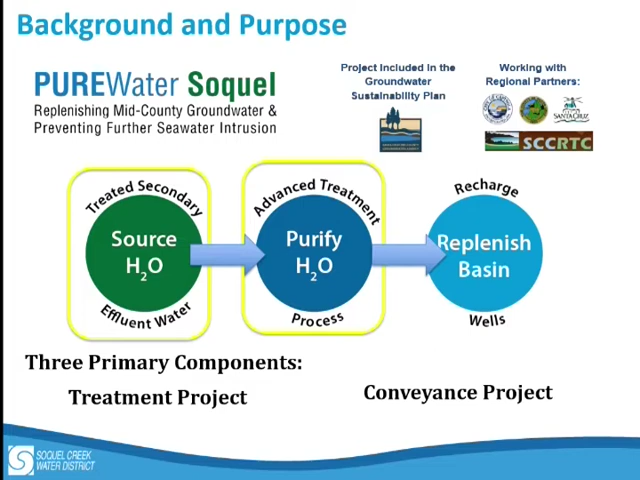 Background and Purpose
PUREWater Soquel
Replenishing Mid-County Groundwater &
Preventing Further Seawater Intrusion
Project Included in the
Groundwater
Sustainability Plan
Working with
Regional Partners:
SANTA CRUZ
SCCRTC
Treated Secondary
Source
H2O
Effluent Water
Advanced Treatment
Purify
H2O
Process
Recharge
Replenish
Basin
Wells
Three Primary Components:
Treatment Project
Conveyance Project
SOQUEL CREEK
WATER DISTRICT